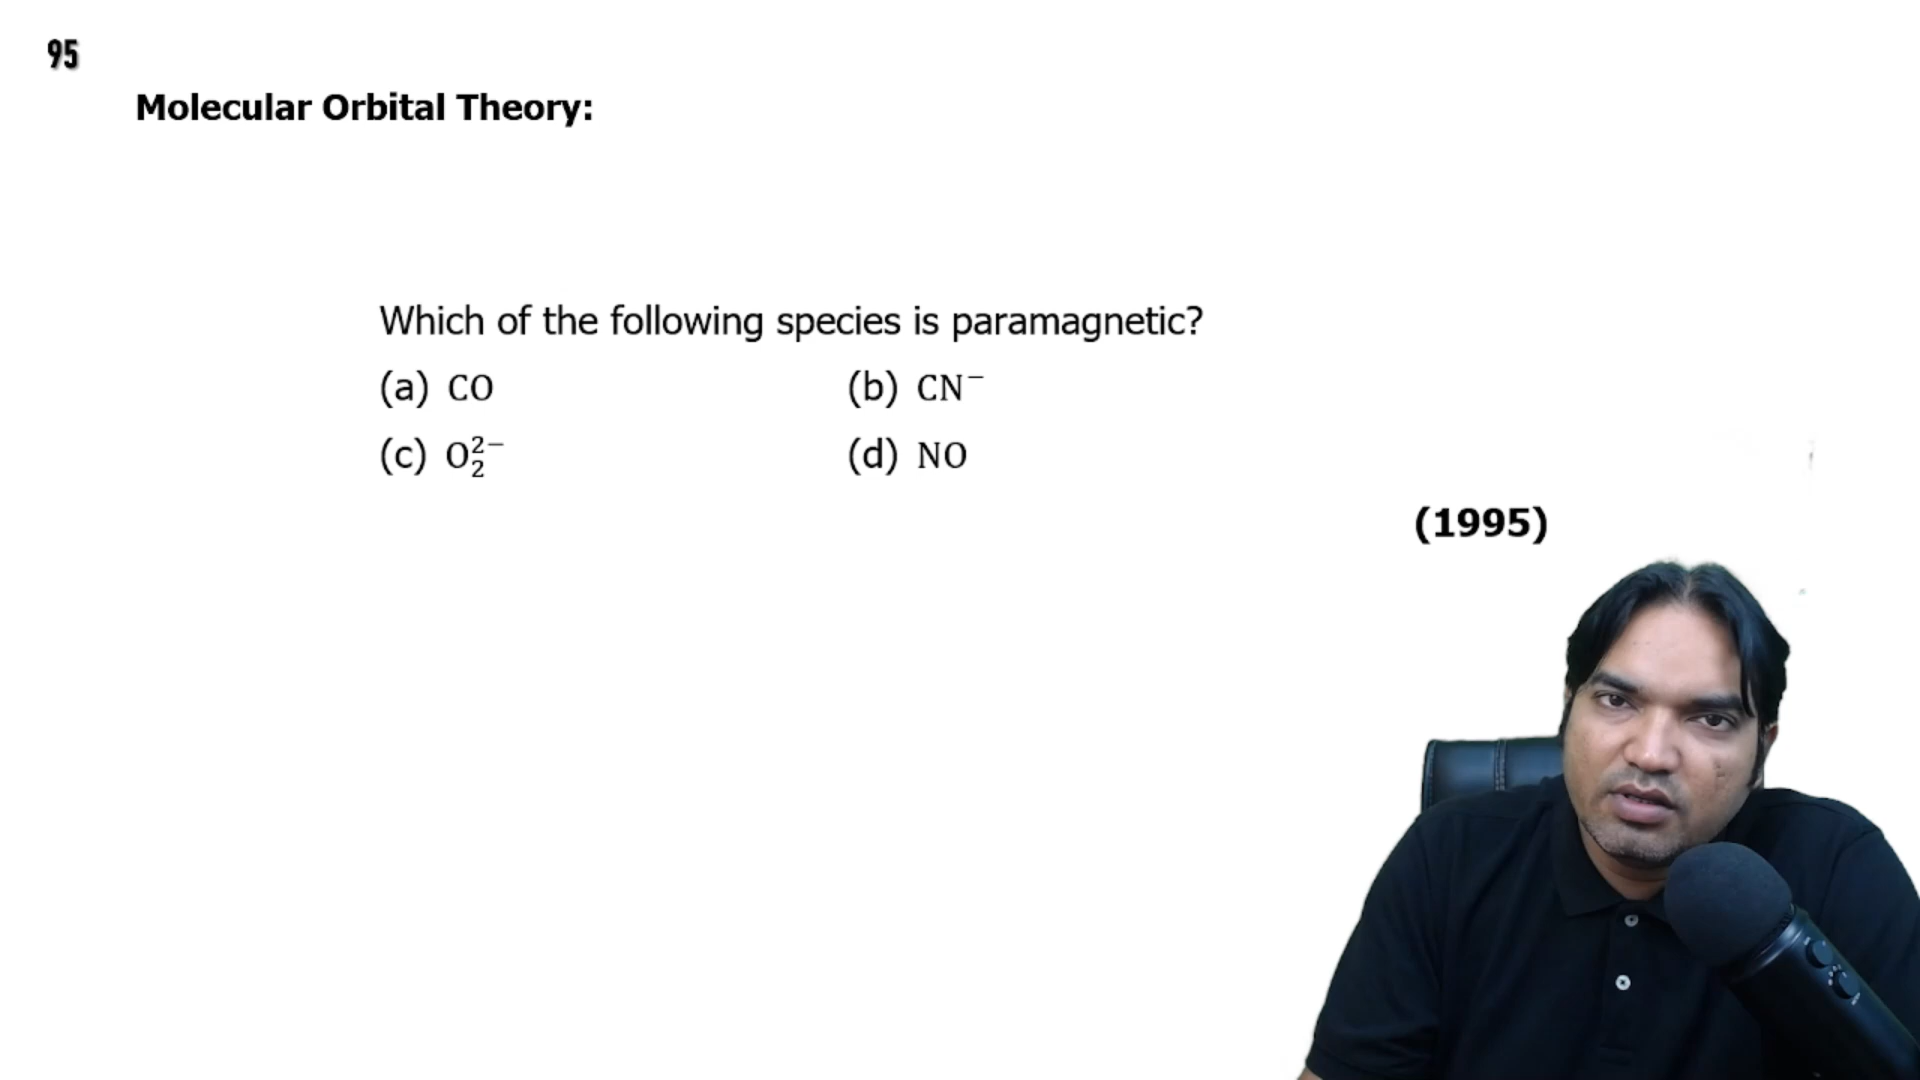 95
Molecular Orbital Theory:
Which of the following species is paramagnetic?
(a) CO (b) CN⁻
(c) O₂²⁻ (d) NO
(1995)